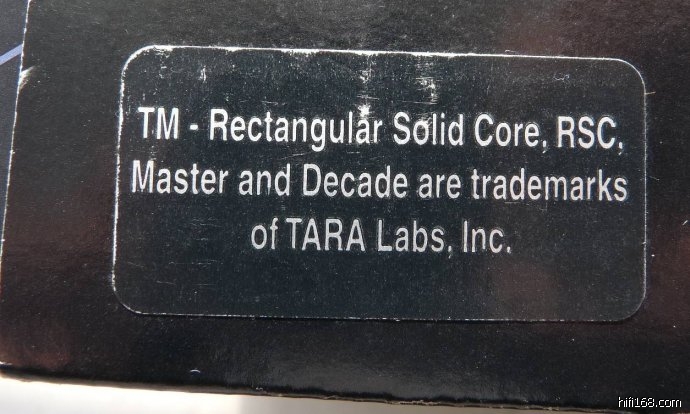 TM - Rectangular Solid Core, RSC,
Master and Decade are trademarks
of TARA Labs, Inc.
hifi168.com